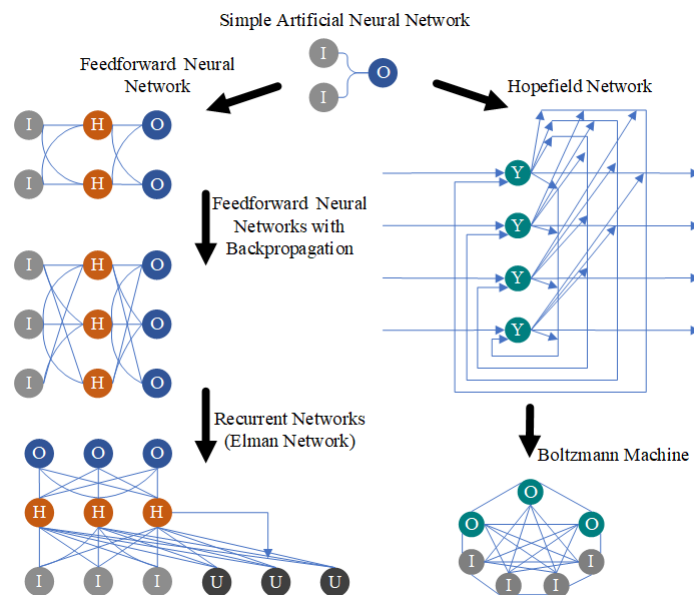 Simple Artificial Neural Network
I
I
O
Feedforward Neural
Network
I H O
I H O
Hopefield Network
Y
Y
Y
Y
Feedforward Neural
Networks with
Backpropagation
I H O
I H O
I H O
Recurrent Networks
(Elman Network)
O O O
H H H
I I I U U U
Boltzmann Machine
O
O O
I I
I I